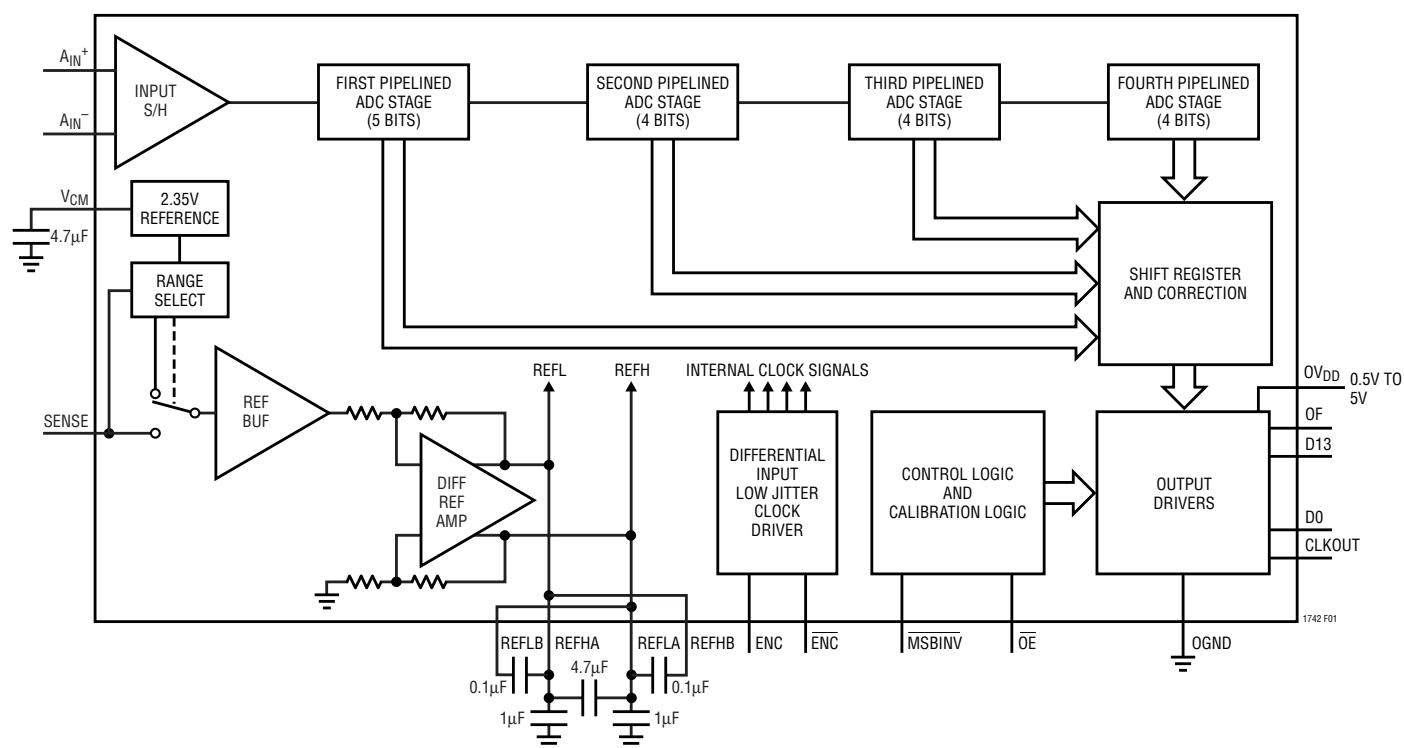 AIN+
AIN–
INPUT
S/H
FIRST PIPELINED
ADC STAGE
(5 BITS)
SECOND PIPELINED
ADC STAGE
(4 BITS)
THIRD PIPELINED
ADC STAGE
(4 BITS)
FOURTH PIPELINED
ADC STAGE
(4 BITS)
VCM
4.7µF
2.35V
REFERENCE
RANGE
SELECT
SHIFT REGISTER
AND CORRECTION
SENSE
REF
BUF
REFL
REFH
INTERNAL CLOCK SIGNALS
DIFF
REF
AMP
DIFFERENTIAL
INPUT
LOW JITTER
CLOCK
DRIVER
CONTROL LOGIC
AND
CALIBRATION LOGIC
OUTPUT
DRIVERS
OVDD
0.5V TO
5V
OF
D13
D0
CLKOUT
1742 F01
REFLB
REFHA
REFLA
REFHB
ENC
E̅N̅C̅
M̅S̅B̅I̅N̅V̅
O̅E̅
OGND
4.7µF
0.1µF
0.1µF
1µF
1µF